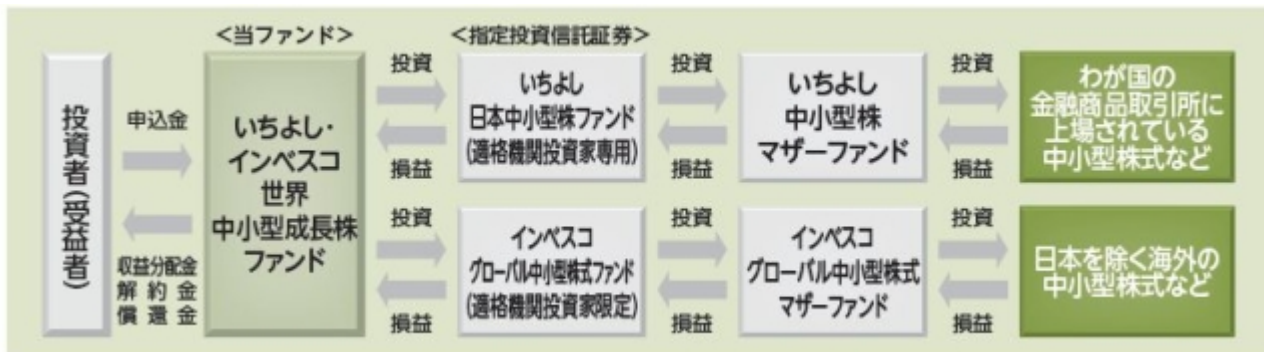 <当ファンド>
<指定投資信託証券>
投資者(受益者)
申込金
収益分配金
解約金
償還金
いちよし・
インベスコ
世界
中小型成長株
ファンド
投資
損益
いちよし
日本中小型株ファンド
(適格機関投資家専用)
投資
損益
いちよし
中小型株
マザーファンド
投資
損益
わが国の
金融商品取引所に
上場されている
中小型株式など
投資
損益
インベスコ
グローバル中小型株式ファンド
(適格機関投資家限定)
投資
損益
インベスコ
グローバル中小型株式
マザーファンド
投資
損益
日本を除く海外の
中小型株式など